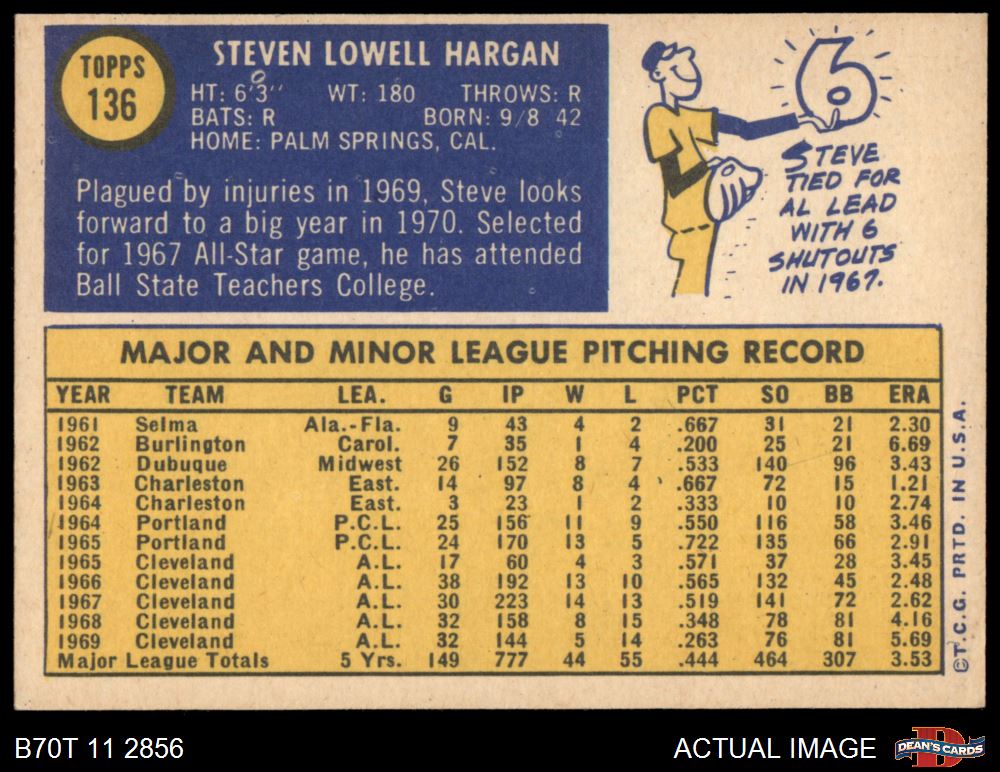 TOPPS
136
STEVEN LOWELL HARGAN
HT: 6'3" WT: 180 THROWS: R
BATS: R BORN: 9/8 42
HOME: PALM SPRINGS, CAL.
Plagued by injuries in 1969, Steve looks
forward to a big year in 1970. Selected
for 1967 All-Star game, he has attended
Ball State Teachers College.
6
STEVE
TIED FOR
AL LEAD
WITH 6
SHUTOUTS
IN 1967.
MAJOR AND MINOR LEAGUE PITCHING RECORD
YEAR TEAM LEA. G IP W L PCT SO BB ERA
1961 Selma Ala.-Fla. 9 43 4 2 .667 31 21 2.30
1962 Burlington Carol. 7 35 1 4 .200 25 21 6.69
1962 Dubuque Midwest 26 152 8 7 .533 140 96 3.43
1963 Charleston East. 14 97 8 4 .667 72 15 1.21
1964 Charleston East. 3 23 1 2 .333 10 10 2.74
1964 Portland P.C.L. 25 156 11 9 .550 116 58 3.46
1965 Portland P.C.L. 24 170 13 5 .722 135 66 2.91
1965 Cleveland A.L. 17 60 4 3 .571 37 28 3.45
1966 Cleveland A.L. 38 192 13 10 .565 132 45 2.48
1967 Cleveland A.L. 30 223 14 13 .519 141 72 2.62
1968 Cleveland A.L. 32 158 8 15 .348 78 81 4.16
1969 Cleveland A.L. 32 144 5 14 .263 76 81 5.69
Major League Totals 5 Yrs. 149 777 44 55 .444 464 307 3.53
©T.C.G. PRTD. IN U.S.A.
B70T 11 2856
ACTUAL IMAGE
D
DEAN'S CARDS